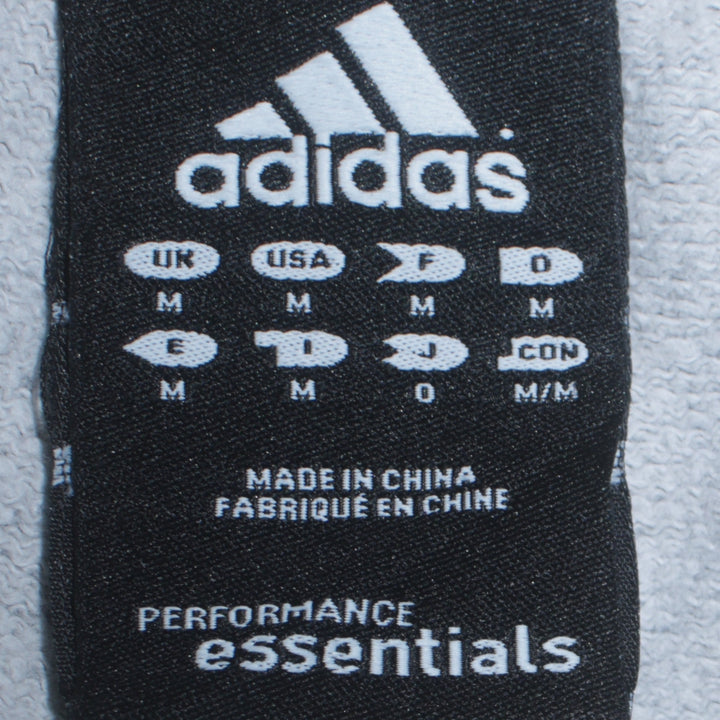 adidas
UK USA F D
M M M M
E I J CON
M M O M/M
MADE IN CHINA
FABRIQUÉ EN CHINE
PERFORMANCE
essentials